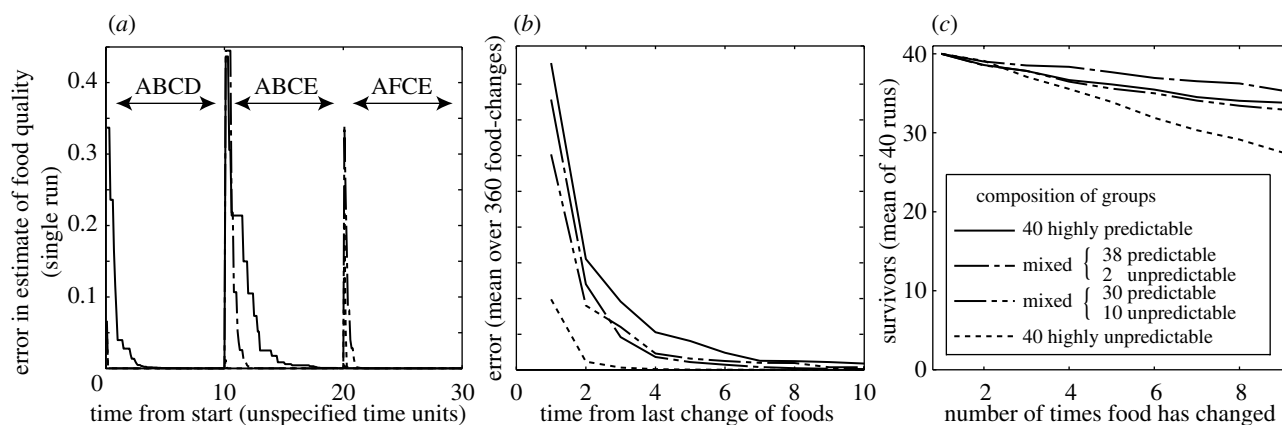 (a)
ABCD
ABCE
AFCE
error in estimate of food quality
(single run)
0.4
0.3
0.2
0.1
0
10
20
30
time from start (unspecified time units)
(b)
error (mean over 360 food-changes)
0
2
4
6
8
10
time from last change of foods
(c)
survivors (mean of 40 runs)
40
30
20
10
0
2
4
6
8
number of times food has changed
composition of groups
40 highly predictable
mixed { 38 predictable
2 unpredictable
mixed { 30 predictable
10 unpredictable
40 highly unpredictable